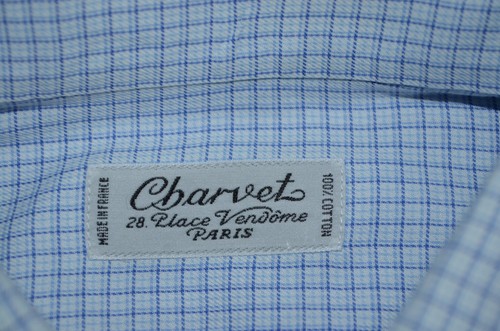 MADE IN FRANCE
Charvet
28. Place Vendôme
PARIS
100% COTTON